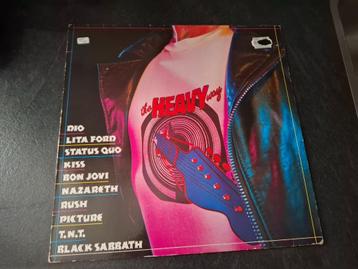 the HEAVY way
DIO
LITA FORD
STATUS QUO
KISS
BON JOVI
NAZARETH
RUSH
PICTURE
T.N.T.
BLACK SABBATH